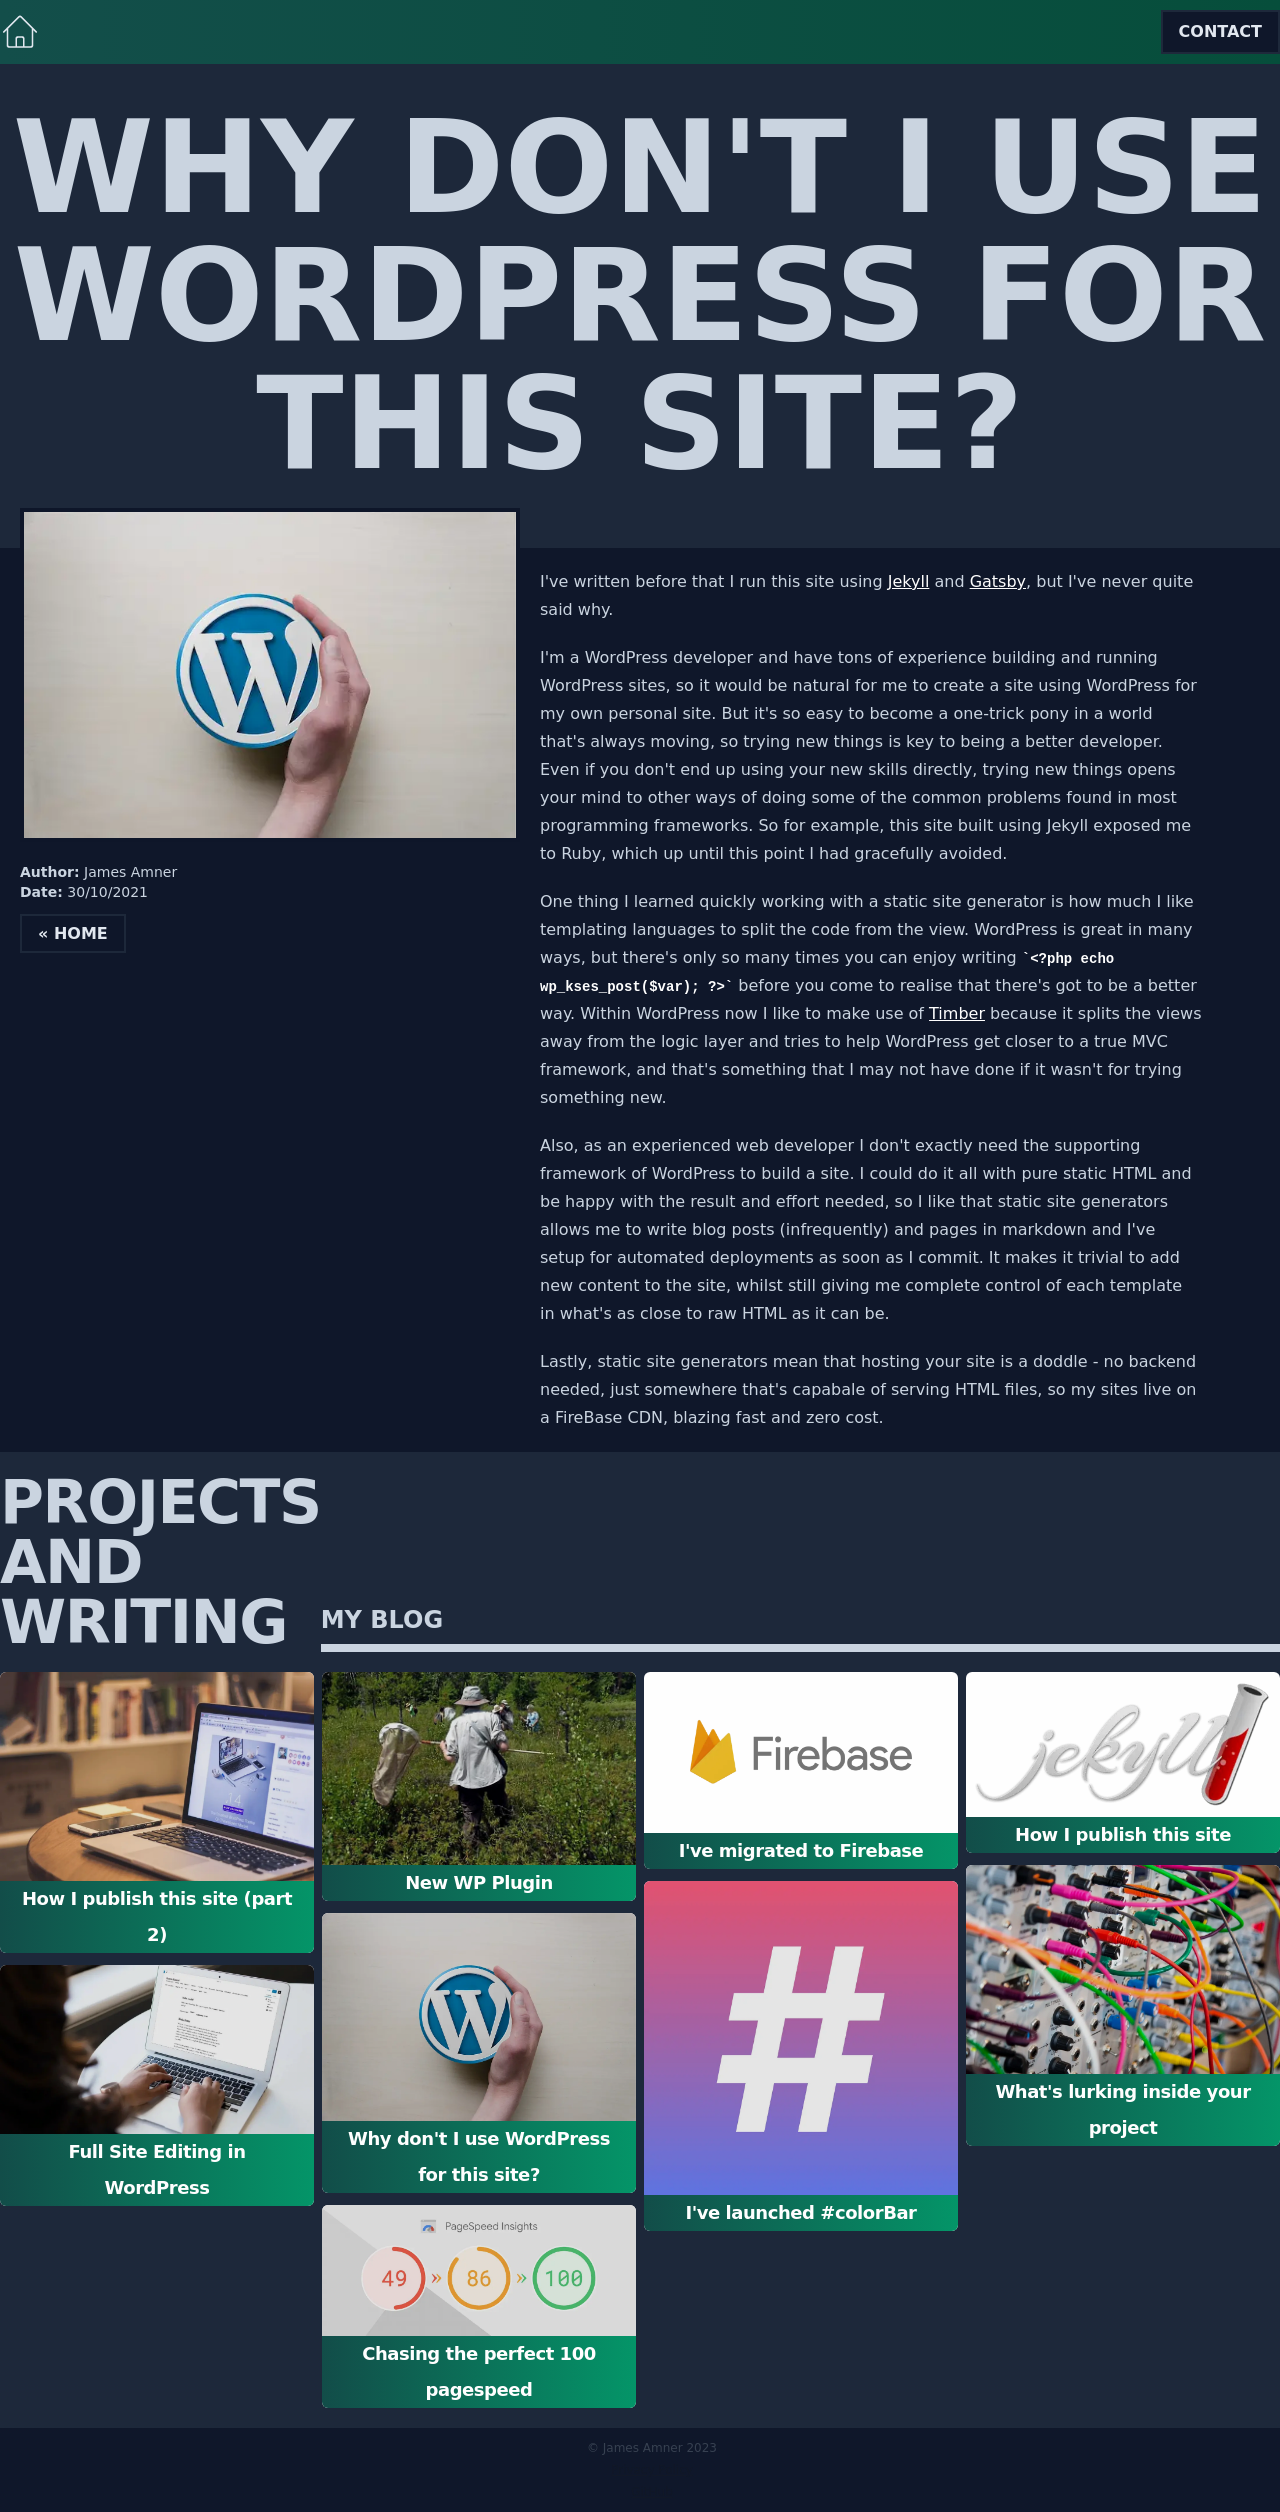 CONTACT
WHY DON'T I USE
WORDPRESS FOR
THIS SITE?
I've written before that I run this site using Jekyll and Gatsby, but I've never quite
said why.
I'm a WordPress developer and have tons of experience building and running
WordPress sites, so it would be natural for me to create a site using WordPress for
my own personal site. But it's so easy to become a one-trick pony in a world
that's always moving, so trying new things is key to being a better developer.
Even if you don't end up using your new skills directly, trying new things opens
your mind to other ways of doing some of the common problems found in most
programming frameworks. So for example, this site built using Jekyll exposed me
to Ruby, which up until this point I had gracefully avoided.
Author: James Amner
Date: 30/10/2021
« HOME
One thing I learned quickly working with a static site generator is how much I like
templating languages to split the code from the view. WordPress is great in many
ways, but there's only so many times you can enjoy writing `<?php echo
wp_kses_post($var); ?>` before you come to realise that there's got to be a better
way. Within WordPress now I like to make use of Timber because it splits the views
away from the logic layer and tries to help WordPress get closer to a true MVC
framework, and that's something that I may not have done if it wasn't for trying
something new.
Also, as an experienced web developer I don't exactly need the supporting
framework of WordPress to build a site. I could do it all with pure static HTML and
be happy with the result and effort needed, so I like that static site generators
allows me to write blog posts (infrequently) and pages in markdown and I've
setup for automated deployments as soon as I commit. It makes it trivial to add
new content to the site, whilst still giving me complete control of each template
in what's as close to raw HTML as it can be.
Lastly, static site generators mean that hosting your site is a doddle - no backend
needed, just somewhere that's capabale of serving HTML files, so my sites live on
a FireBase CDN, blazing fast and zero cost.
PROJECTS
AND
WRITING
MY BLOG
How I publish this site (part
2)
Full Site Editing in
WordPress
New WP Plugin
Why don't I use WordPress
for this site?
PageSpeed Insights
49 » 86 » 100
Chasing the perfect 100
pagespeed
Firebase
I've migrated to Firebase
#
I've launched #colorBar
jekyll
How I publish this site
What's lurking inside your
project
© James Amner 2023